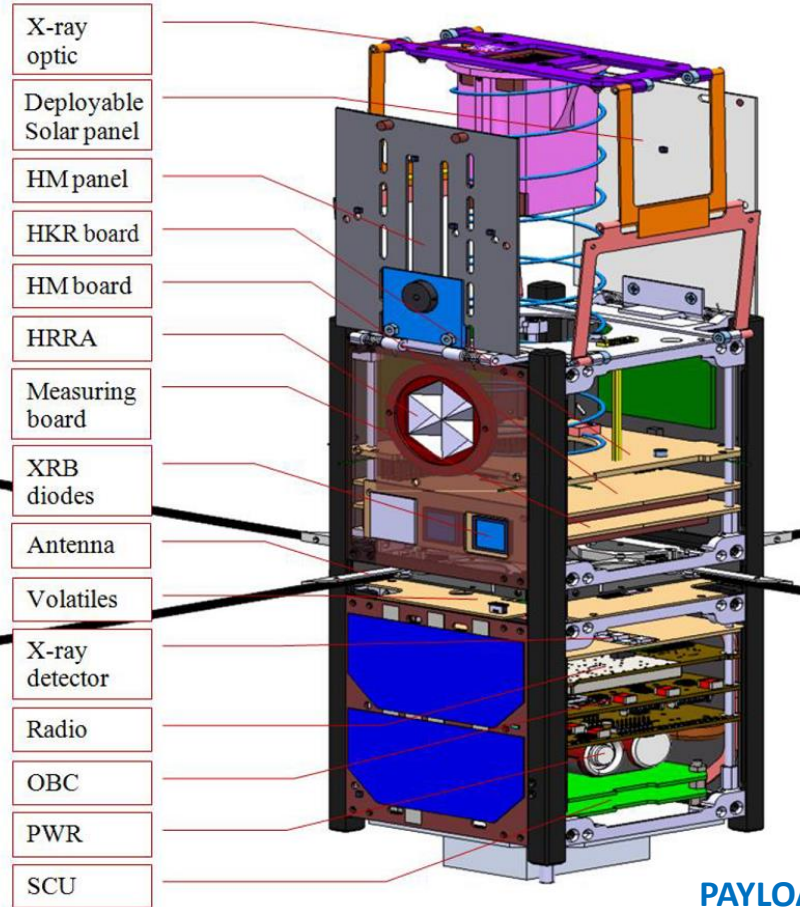 X-ray
optic
Deployable
Solar panel
HM panel
HKR board
HM board
HRRA
Measuring
board
XRB
diodes
Antenna
Volatiles
X-ray
detector
Radio
OBC
PWR
SCU
PAYLOA